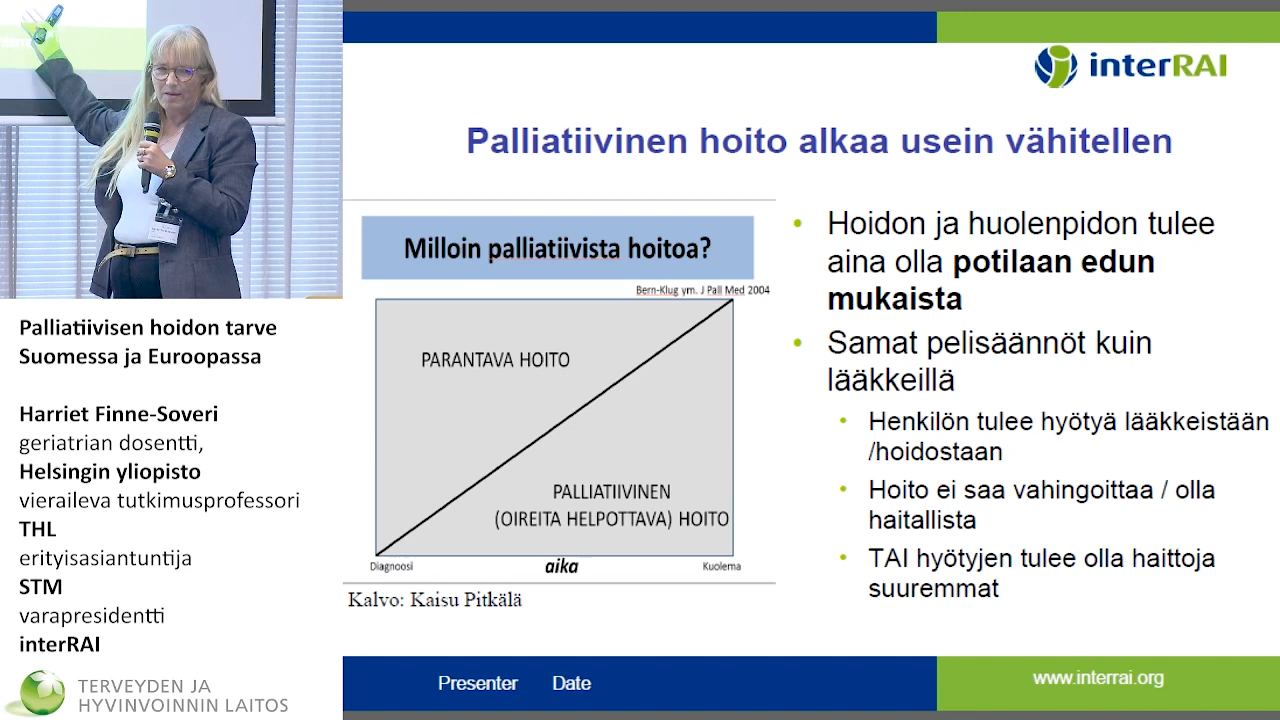 interRAI
Palliatiivinen hoito alkaa usein vähitellen
Milloin palliatiivista hoitoa?
Bern-Klug ym. J Pall Med 2004
PARANTAVA HOITO
PALLIATIIVINEN
(OIREITA HELPOTTAVA) HOITO
Diagnoosi
aika
Kuolema
Kalvo: Kaisu Pitkälä
• Hoidon ja huolenpidon tulee
aina olla potilaan edun
mukaista
• Samat pelisäännöt kuin
lääkkeillä
• Henkilön tulee hyötyä lääkkeistään
/hoidostaan
• Hoito ei saa vahingoittaa / olla
haitallista
• TAI hyötyjen tulee olla haittoja
suuremmat
Presenter
Date
www.interrai.org
Palliatiivisen hoidon tarve
Suomessa ja Euroopassa
Harriet Finne-Soveri
geriatrian dosentti,
Helsingin yliopisto
vieraileva tutkimusprofessori
THL
erityisasiantuntija
STM
varapresidentti
interRAI
TERVEYDEN JA
HYVINVOINNIN LAITOS